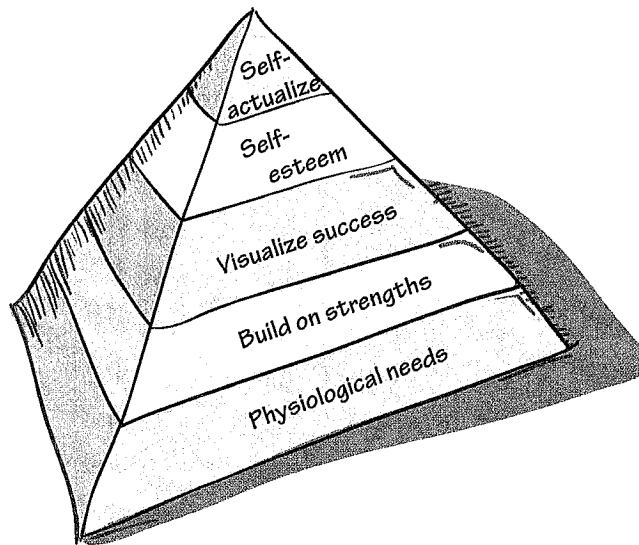 Self-
actualize
Self-
esteem
Visualize success
Build on strengths
Physiological needs